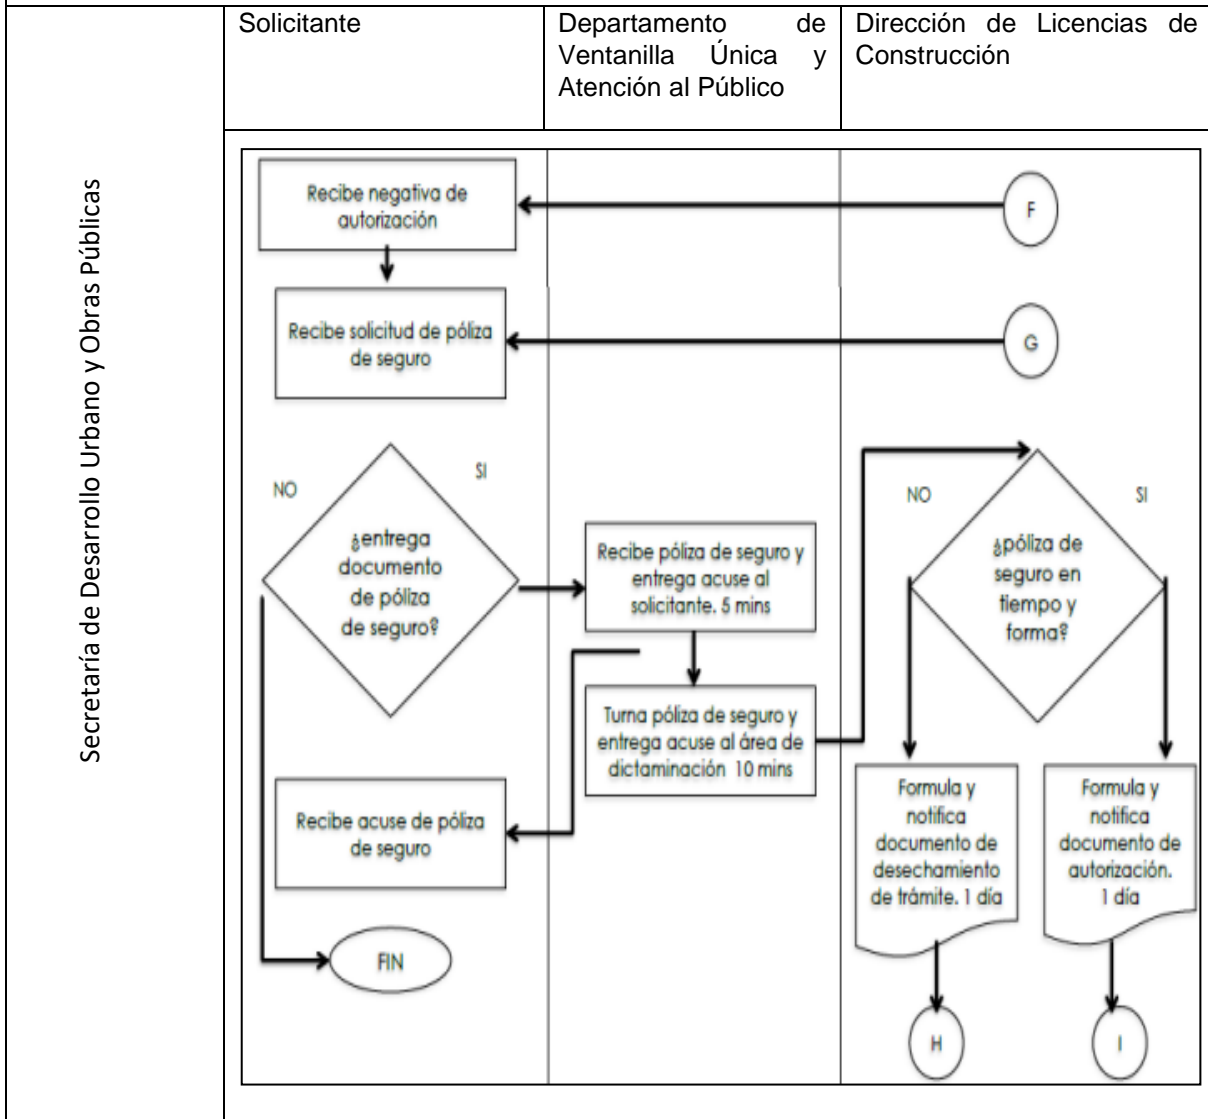 Secretaría de Desarrollo Urbano y Obras Públicas
Solicitante
Departamento de
Ventanilla Única y
Atención al Público
Dirección de Licencias de
Construcción
Recibe negativa de
autorización
F
Recibe solicitud de póliza
de seguro
G
NO
SI
¿entrega
documento
de póliza
de seguro?
Recibe póliza de seguro y
entrega acuse al
solicitante. 5 mins
Turna póliza de seguro y
entrega acuse al área de
dictaminación 10 mins
NO
SI
¿póliza de
seguro en
tiempo y
forma?
Recibe acuse de póliza
de seguro
Formula y
notifica
documento de
desechamiento
de trámite. 1 día
Formula y
notifica
documento de
autorización.
1 día
FIN
H
I